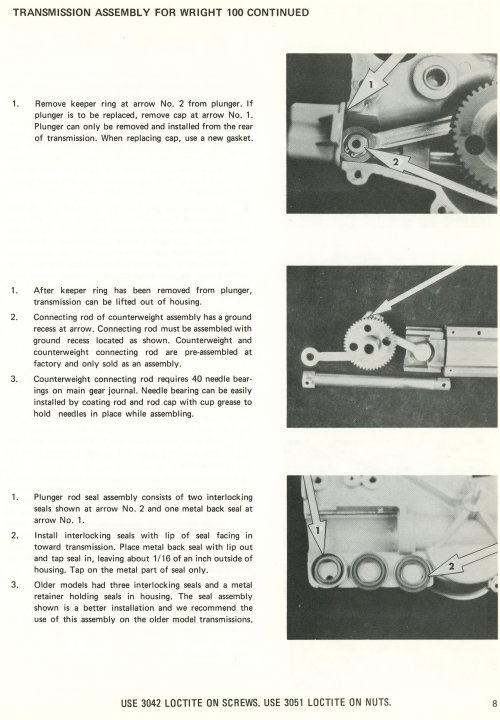 TRANSMISSION ASSEMBLY FOR WRIGHT 100 CONTINUED
1. Remove keeper ring at arrow No. 2 from plunger. If
plunger is to be replaced, remove cap at arrow No. 1.
Plunger can only be removed and installed from the rear
of transmission. When replacing cap, use a new gasket.
1
2
1. After keeper ring has been removed from plunger,
transmission can be lifted out of housing.
2. Connecting rod of counterweight assembly has a ground
recess at arrow. Connecting rod must be assembled with
ground recess located as shown. Counterweight and
counterweight connecting rod are pre-assembled at
factory and only sold as an assembly.
3. Counterweight connecting rod requires 40 needle bear-
ings on main gear journal. Needle bearing can be easily
installed by coating rod and rod cap with cup grease to
hold needles in place while assembling.
1. Plunger rod seal assembly consists of two interlocking
seals shown at arrow No. 2 and one metal back seal at
arrow No. 1.
2. Install interlocking seals with lip of seal facing in
toward transmission. Place metal back seal with lip out
and tap seal in, leaving about 1/16 of an inch outside of
housing. Tap on the metal part of seal only.
3. Older models had three interlocking seals and a metal
retainer holding seals in housing. The seal assembly
shown is a better installation and we recommend the
use of this assembly on the older model transmissions.
1
2
USE 3042 LOCTITE ON SCREWS. USE 3051 LOCTITE ON NUTS.
8